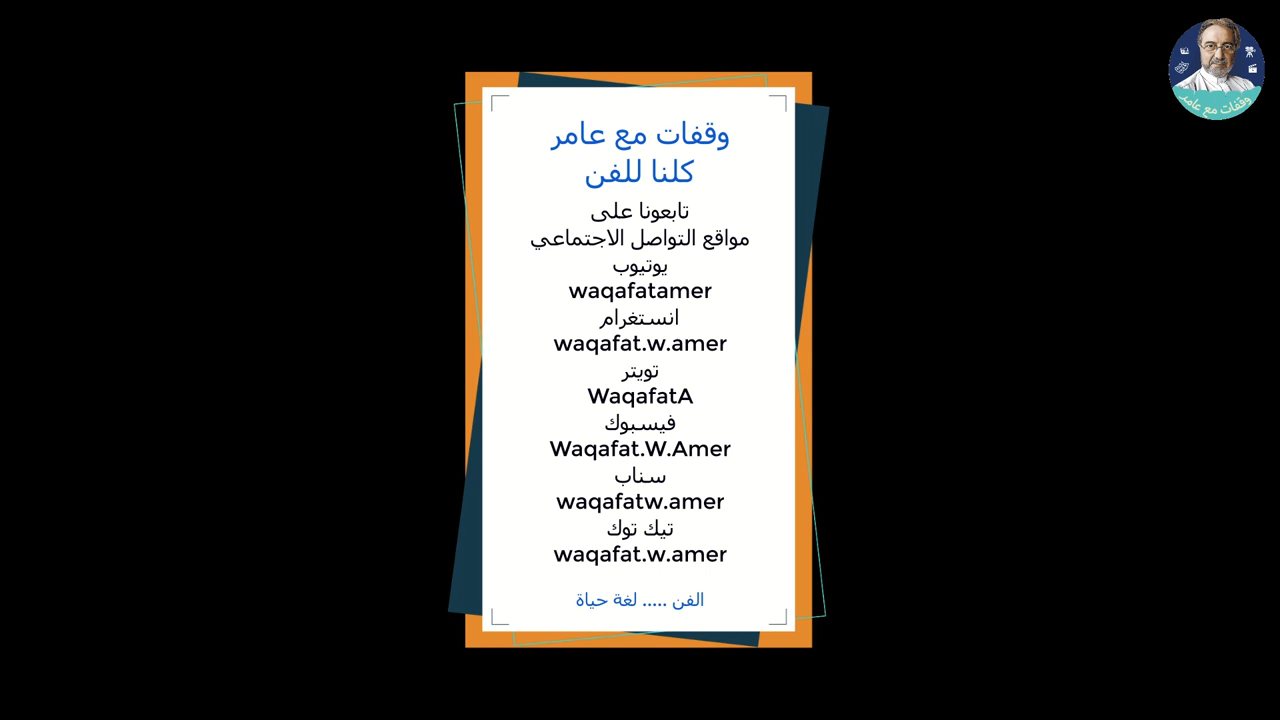 وقفات مع عامر
وقفات مع عامر
كلنا للفن
تابعونا على
مواقع التواصل الاجتماعي
يوتيوب
waqafatamer
انستغرام
waqafat.w.amer
تويتر
WaqafatA
فيسبوك
Waqafat.W.Amer
سناب
waqafatw.amer
تيك توك
waqafat.w.amer
الفن ..... لغة حياة